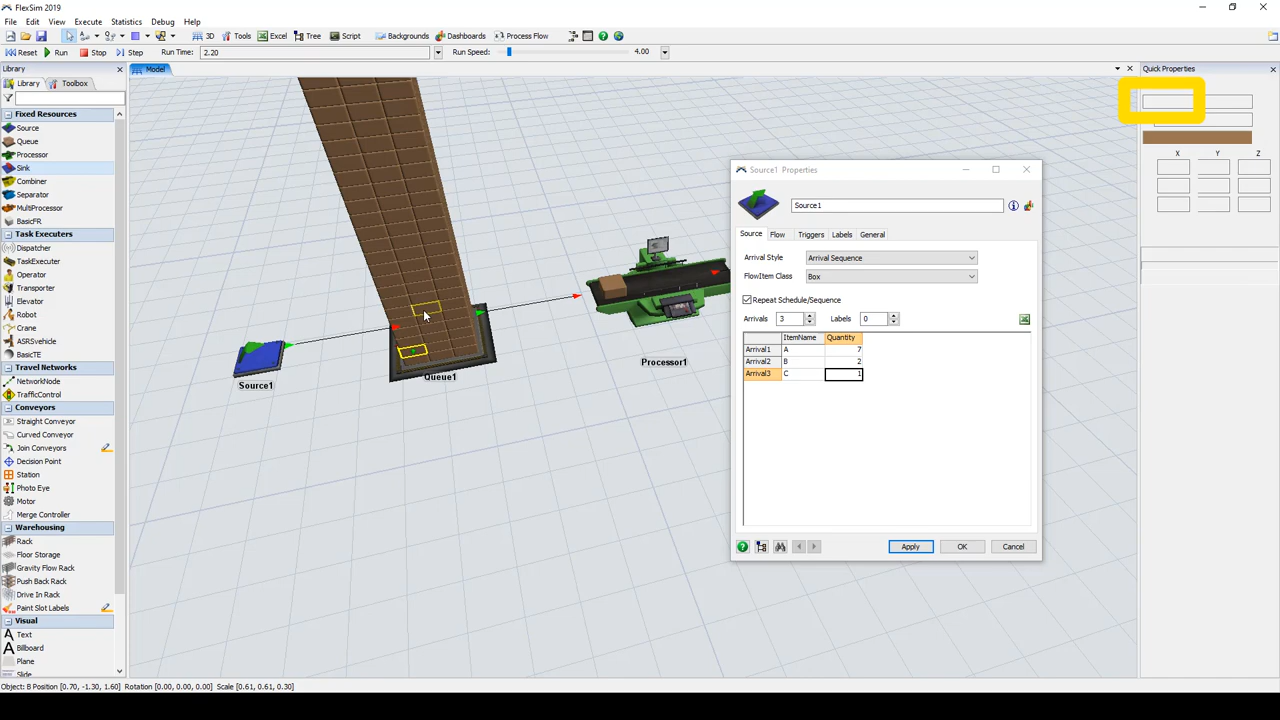 FlexSim 2019
File Edit View Execute Statistics Debug Help
3D Tools Excel Tree Script Backgrounds Dashboards Process Flow
Reset Run Stop Step Run Time: 2.20 Run Speed: 4.00
Library Model Quick Properties
Library Toolbox
Fixed Resources
Source
Queue
Processor
Sink
Combiner
Separator
MultiProcessor
BasicFR
Task Executers
Dispatcher
TaskExecuter
Operator
Transporter
Elevator
Robot
Crane
ASRSvehicle
BasicTE
Travel Networks
NetworkNode
TrafficControl
Conveyors
Straight Conveyor
Curved Conveyor
Join Conveyors
Decision Point
Station
Photo Eye
Motor
Merge Controller
Warehousing
Rack
Floor Storage
Gravity Flow Rack
Push Back Rack
Drive In Rack
Paint Slot Labels
Visual
Text
Billboard
Plane
Slide
Source1
Queue1
Processor1
Source1 Properties
Source1
Source Flow Triggers Labels General
Arrival Style Arrival Sequence
FlowItem Class Box
Repeat Schedule/Sequence
Arrivals 3 Labels 0
ItemName Quantity
Arrival1 A 7
Arrival2 B 2
Arrival3 C 1
Apply OK Cancel
X Y Z
Object: B Position [0.70, -1.30, 1.60] Rotation [0.00, 0.00, 0.00] Scale [0.61, 0.61, 0.30]